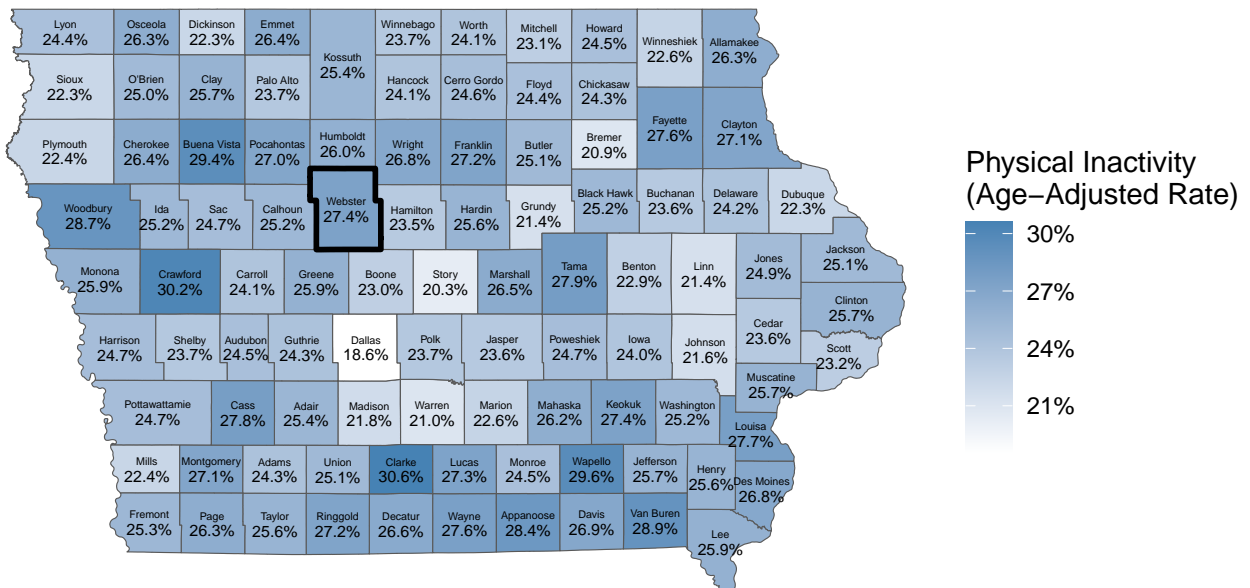 Lyon
24.4%
Osceola
26.3%
Dickinson
22.3%
Emmet
26.4%
Kossuth
25.4%
Winnebago
23.7%
Worth
24.1%
Mitchell
23.1%
Howard
24.5%
Winneshiek
22.6%
Allamakee
26.3%
Sioux
22.3%
O'Brien
25.0%
Clay
25.7%
Palo Alto
23.7%
Hancock
24.1%
Cerro Gordo
24.6%
Floyd
24.4%
Chickasaw
24.3%
Fayette
27.6%
Clayton
27.1%
Plymouth
22.4%
Cherokee
26.4%
Buena Vista
29.4%
Pocahontas
27.0%
Humboldt
26.0%
Wright
26.8%
Franklin
27.2%
Butler
25.1%
Bremer
20.9%
Woodbury
28.7%
Ida
25.2%
Sac
24.7%
Calhoun
25.2%
Webster
27.4%
Hamilton
23.5%
Hardin
25.6%
Grundy
21.4%
Black Hawk
25.2%
Buchanan
23.6%
Delaware
24.2%
Dubuque
22.3%
Monona
25.9%
Crawford
30.2%
Carroll
24.1%
Greene
25.9%
Boone
23.0%
Story
20.3%
Marshall
26.5%
Tama
27.9%
Benton
22.9%
Linn
21.4%
Jones
24.9%
Jackson
25.1%
Clinton
25.7%
Harrison
24.7%
Shelby
23.7%
Audubon
24.5%
Guthrie
24.3%
Dallas
18.6%
Polk
23.7%
Jasper
23.6%
Poweshiek
24.7%
Iowa
24.0%
Johnson
21.6%
Cedar
23.6%
Scott
23.2%
Muscatine
25.7%
Pottawattamie
24.7%
Cass
27.8%
Adair
25.4%
Madison
21.8%
Warren
21.0%
Marion
22.6%
Mahaska
26.2%
Keokuk
27.4%
Washington
25.2%
Louisa
27.7%
Mills
22.4%
Montgomery
27.1%
Adams
24.3%
Union
25.1%
Clarke
30.6%
Lucas
27.3%
Monroe
24.5%
Wapello
29.6%
Jefferson
25.7%
Henry
25.6%
Des Moines
26.8%
Fremont
25.3%
Page
26.3%
Taylor
25.6%
Ringgold
27.2%
Decatur
26.6%
Wayne
27.6%
Appanoose
28.4%
Davis
26.9%
Van Buren
28.9%
Lee
25.9%
Physical Inactivity
(Age−Adjusted Rate)
30%
27%
24%
21%